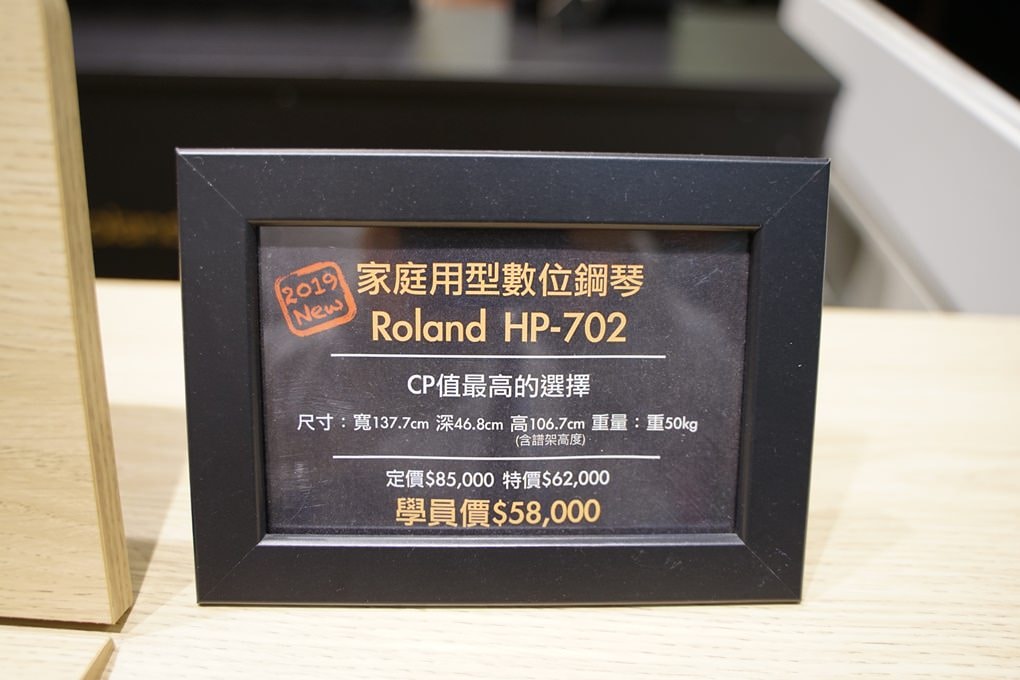 2019
New
家庭用型數位鋼琴
Roland HP-702
CP值最高的選擇
尺寸：寬137.7cm 深46.8cm 高106.7cm 重量：重50kg
(含譜架高度)
定價$85,000 特價$62,000
學員價$58,000